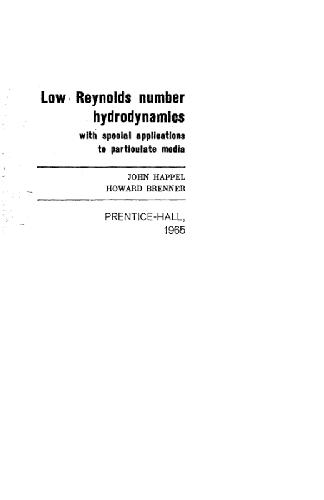 Low Reynolds number
hydrodynamics
with special applications
to particulate media
JOHN HAPPEL
HOWARD BRENNER
PRENTICE-HALL,
1965